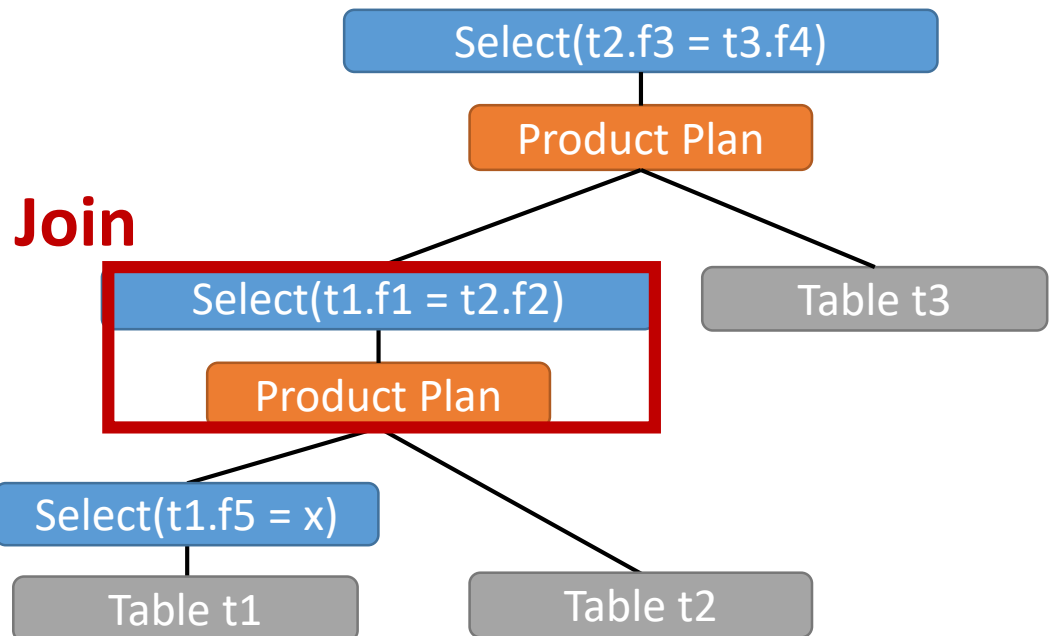 Select(t2.f3 = t3.f4)
Product Plan
Join
Select(t1.f1 = t2.f2)
Table t3
Product Plan
Select(t1.f5 = x)
Table t1
Table t2